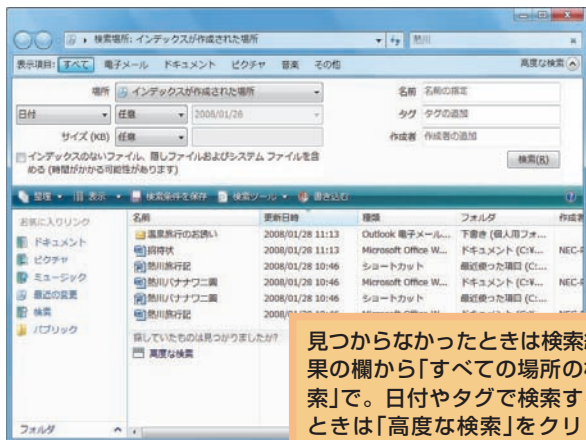 検索場所: インデックスが作成された場所
熱川
表示項目: すべて 電子メール ドキュメント ピクチャ 音楽 その他 高度な検索
場所 インデックスが作成された場所 名前 名前の指定
日付 任意 2008/01/28 タグ タグの追加
サイズ (KB) 任意 作成者 作成者の追加
インデックスのないファイル、隠しファイルおよびシステム ファイルを含
める (時間がかかる可能性があります) 検索(R)
整理 表示 検索条件を保存 検索ツール 書き込む
お気に入りリンク 名前 更新日時 種類 フォルダ 作成者
ドキュメント
ピクチャ
ミュージック
最近の変更
検索
パブリック
温泉旅行のお誘い 2008/01/28 11:13 Outlook 電子メール... 下書き (個人用フォ...
招待状 2008/01/28 11:13 Microsoft Office W... ドキュメント (C:¥... NEC-P
熱川旅行記 2008/01/28 10:46 ショートカット 最近使った項目 (C:...
熱川バナナワニ園 2008/01/28 10:46 Microsoft Office W... ドキュメント (C:¥... NEC-P
熱川バナナワニ園 2008/01/28 10:46 ショートカット 最近使った項目 (C:...
熱川旅行記 2008/01/28 10:46
探していたものは見つかりましたか?
高度な検索
フォルダ
見つからなかったときは検索結
果の欄から「すべての場所の検
索」で。日付やタグで検索する
ときは「高度な検索」をクリック